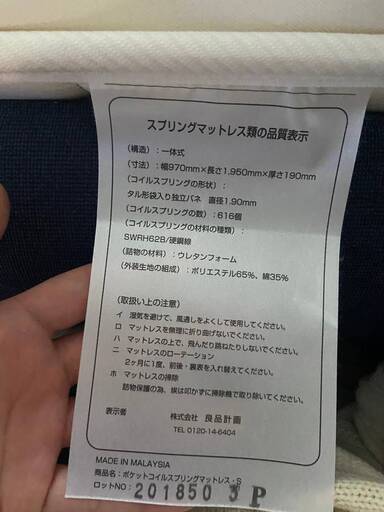 スプリングマットレス類の品質表示
(構造) : 一体式
(寸法) : 幅970mm×長さ1,950mm×厚さ190mm
(コイルスプリングの形状) :
タル形袋入り独立バネ 直径1.90mm
(コイルスプリングの数) : 616個
(コイルスプリングの材料の種類) :
SWRH62B/硬鋼線
(詰物の材料) : ウレタンフォーム
(外装生地の組成) : ポリエステル65%、綿35%
(取扱い上の注意)
イ 湿気を避けて、風通しをよくして使用してください。
ロ マットレスを無理に折り曲げないでください。
ハ マットレスの上で、飛んだり跳ねたりしないでください。
ニ マットレスのローテーション
2ヶ月に1度、前後・裏表を入れ替えてください。
ホ マットレスの掃除
詰物保護の為、埃は叩かずに掃除機で取り除いてください。
表示者 株式会社 良品計画
TEL 0120-14-6404
MADE IN MALAYSIA
商品名: ポケットコイルスプリングマットレス・S
ロットNO: 201850 3P